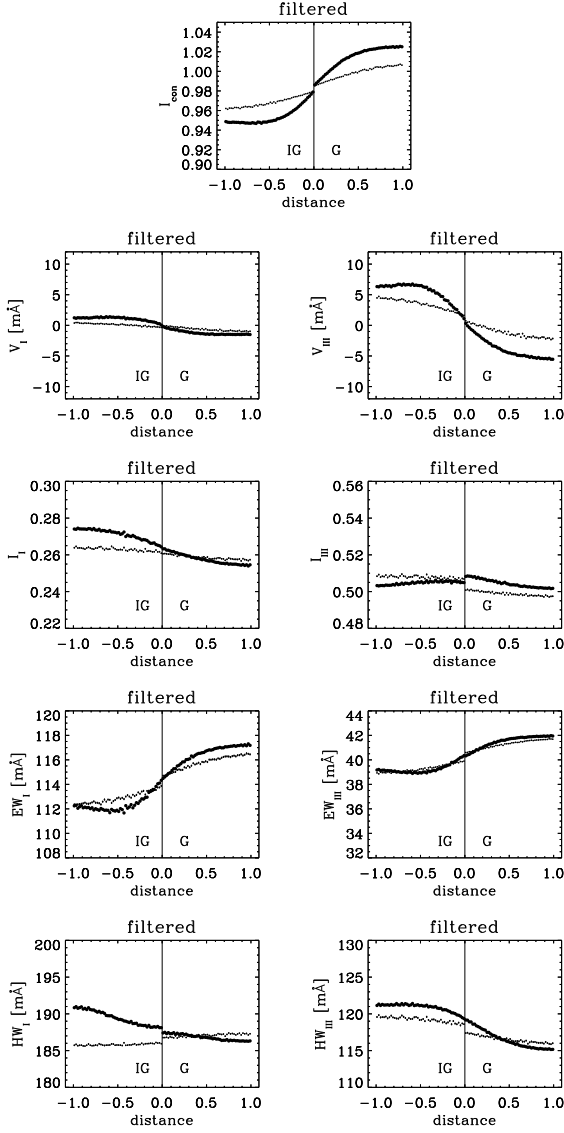 filtered
1.04
1.02
1.00
0.98
0.96
0.94
0.92
0.90
I_con
IG G
−1.0 −0.5 0.0 0.5 1.0
distance
filtered
10
5
0
−5
−10
V_I [mÅ]
IG G
−1.0 −0.5 0.0 0.5 1.0
distance
filtered
10
5
0
−5
−10
V_III [mÅ]
IG G
−1.0 −0.5 0.0 0.5 1.0
distance
filtered
0.30
0.28
0.26
0.24
0.22
I_I
IG G
−1.0 −0.5 0.0 0.5 1.0
distance
filtered
0.56
0.54
0.52
0.50
0.48
I_III
IG G
−1.0 −0.5 0.0 0.5 1.0
distance
filtered
120
118
116
114
112
110
108
EW_I [mÅ]
IG G
−1.0 −0.5 0.0 0.5 1.0
distance
filtered
44
42
40
38
36
34
32
EW_III [mÅ]
IG G
−1.0 −0.5 0.0 0.5 1.0
distance
filtered
200
195
190
185
180
HW_I [mÅ]
IG G
−1.0 −0.5 0.0 0.5 1.0
distance
filtered
130
125
120
115
110
HW_III [mÅ]
IG G
−1.0 −0.5 0.0 0.5 1.0
distance